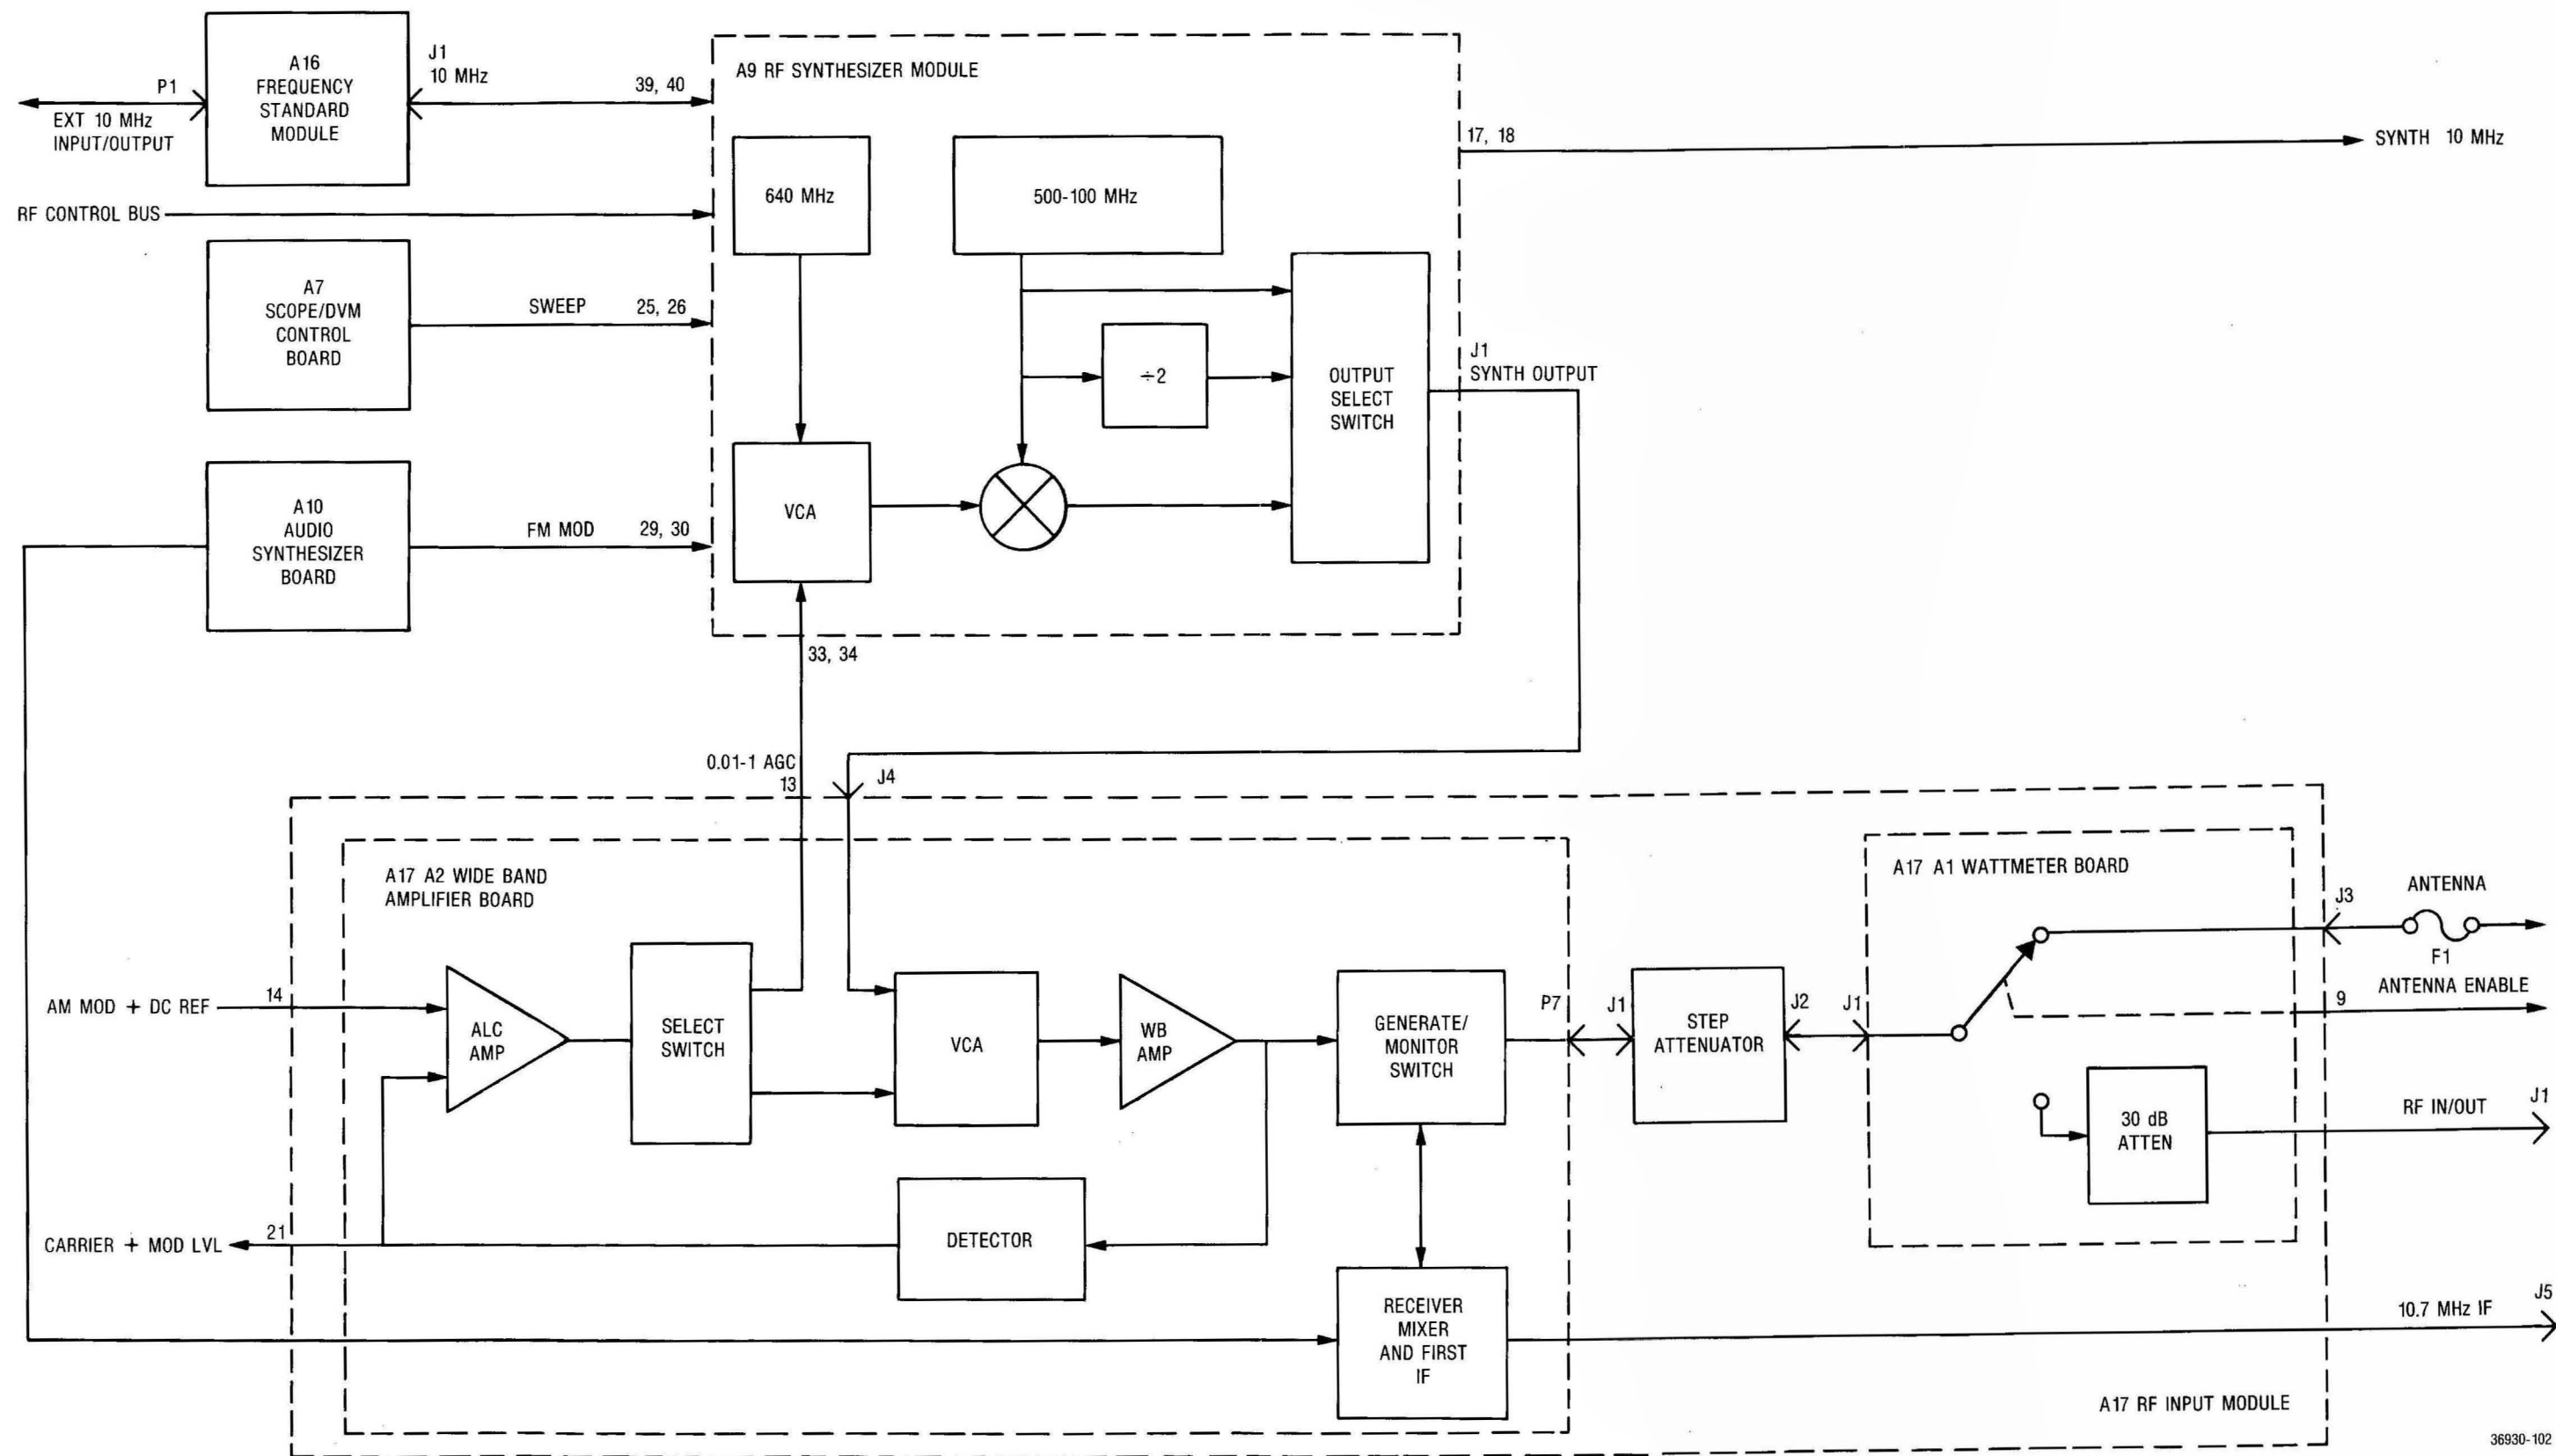 A16
FREQUENCY
STANDARD
MODULE
P1
EXT 10 MHz
INPUT/OUTPUT
J1
10 MHz
39, 40
RF CONTROL BUS
A7
SCOPE/DVM
CONTROL
BOARD
SWEEP
25, 26
A10
AUDIO
SYNTHESIZER
BOARD
FM MOD
29, 30
A9 RF SYNTHESIZER MODULE
640 MHz
500-100 MHz
÷2
VCA
OUTPUT
SELECT
SWITCH
17, 18
SYNTH 10 MHz
J1
SYNTH OUTPUT
33, 34
0.01-1 AGC
13
J4
A17 A2 WIDE BAND
AMPLIFIER BOARD
AM MOD + DC REF
14
ALC
AMP
SELECT
SWITCH
VCA
WB
AMP
GENERATE/
MONITOR
SWITCH
P7
J1
STEP
ATTENUATOR
J2
J1
A17 A1 WATTMETER BOARD
J3
ANTENNA
F1
ANTENNA ENABLE
9
30 dB
ATTEN
RF IN/OUT
J1
CARRIER + MOD LVL
21
DETECTOR
RECEIVER
MIXER
AND FIRST
IF
10.7 MHz IF
J5
A17 RF INPUT MODULE
36930-102